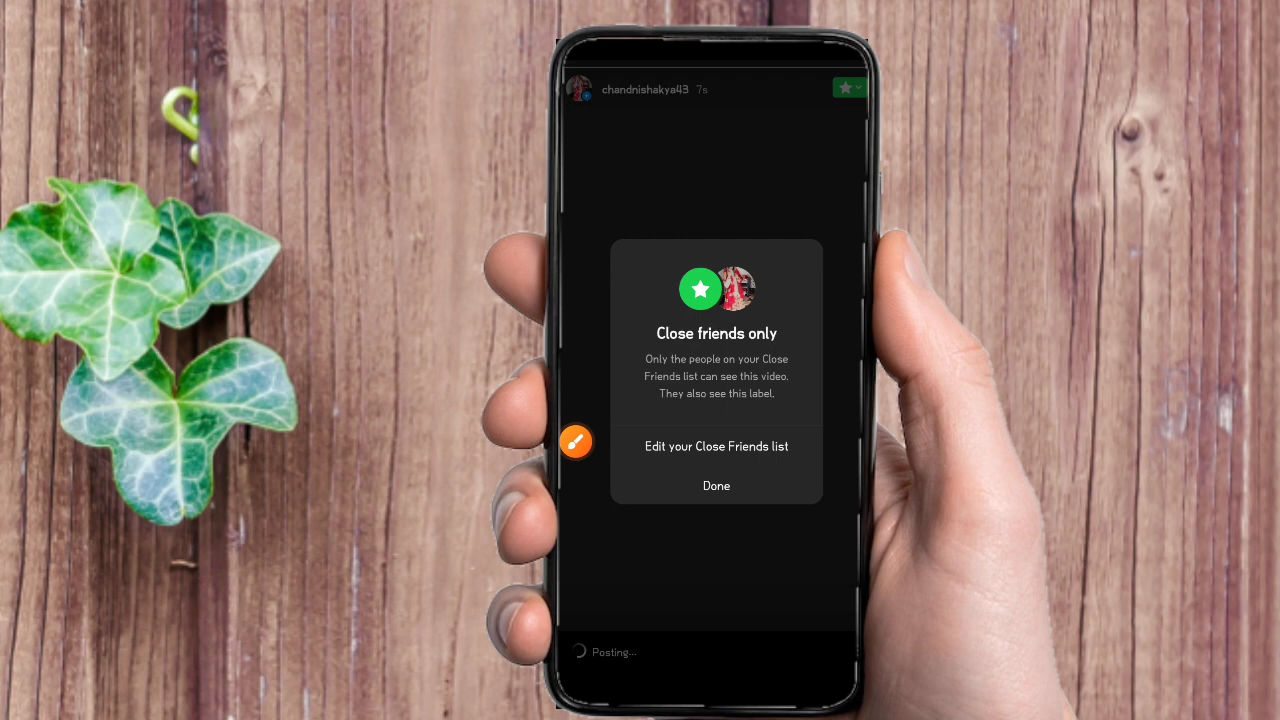 chandnishakya43 7s
Close friends only
Only the people on your Close
Friends list can see this video.
They also see this label.
Edit your Close Friends list
Done
Posting...